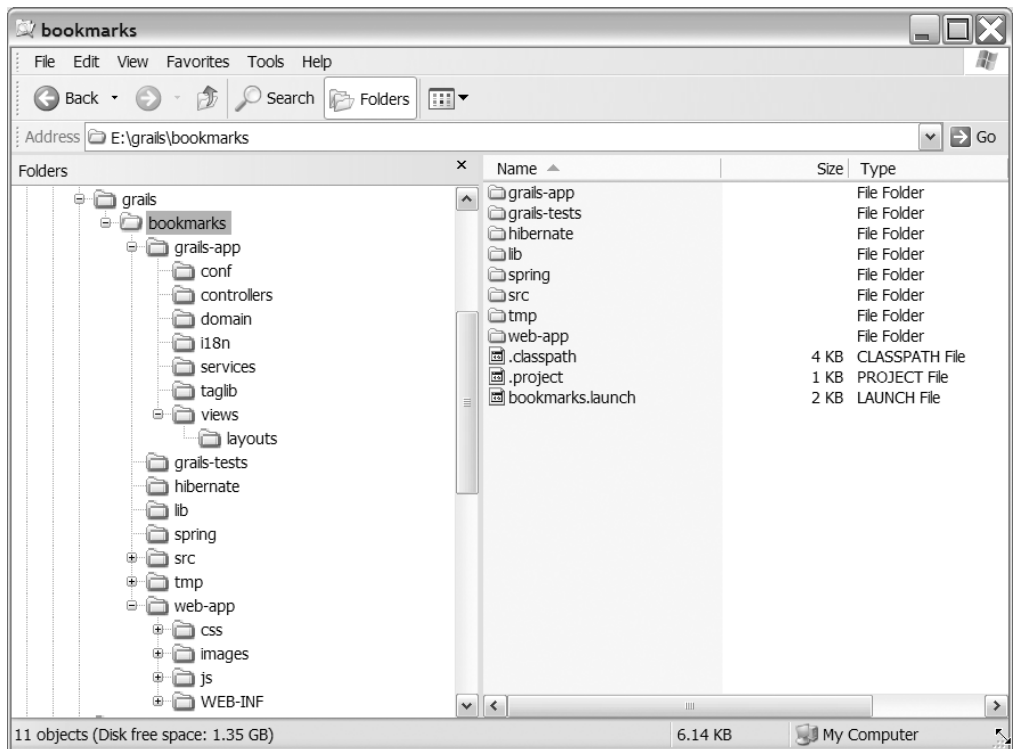 bookmarks
File Edit View Favorites Tools Help
Back Search Folders
Address E:\grails\bookmarks Go
Folders
grails
bookmarks
grails-app
conf
controllers
domain
i18n
services
taglib
views
layouts
grails-tests
hibernate
lib
spring
src
tmp
web-app
css
images
js
WEB-INF
Name Size Type
grails-app File Folder
grails-tests File Folder
hibernate File Folder
lib File Folder
spring File Folder
src File Folder
tmp File Folder
web-app File Folder
.classpath 4 KB CLASSPATH File
.project 1 KB PROJECT File
bookmarks.launch 2 KB LAUNCH File
11 objects (Disk free space: 1.35 GB) 6.14 KB My Computer